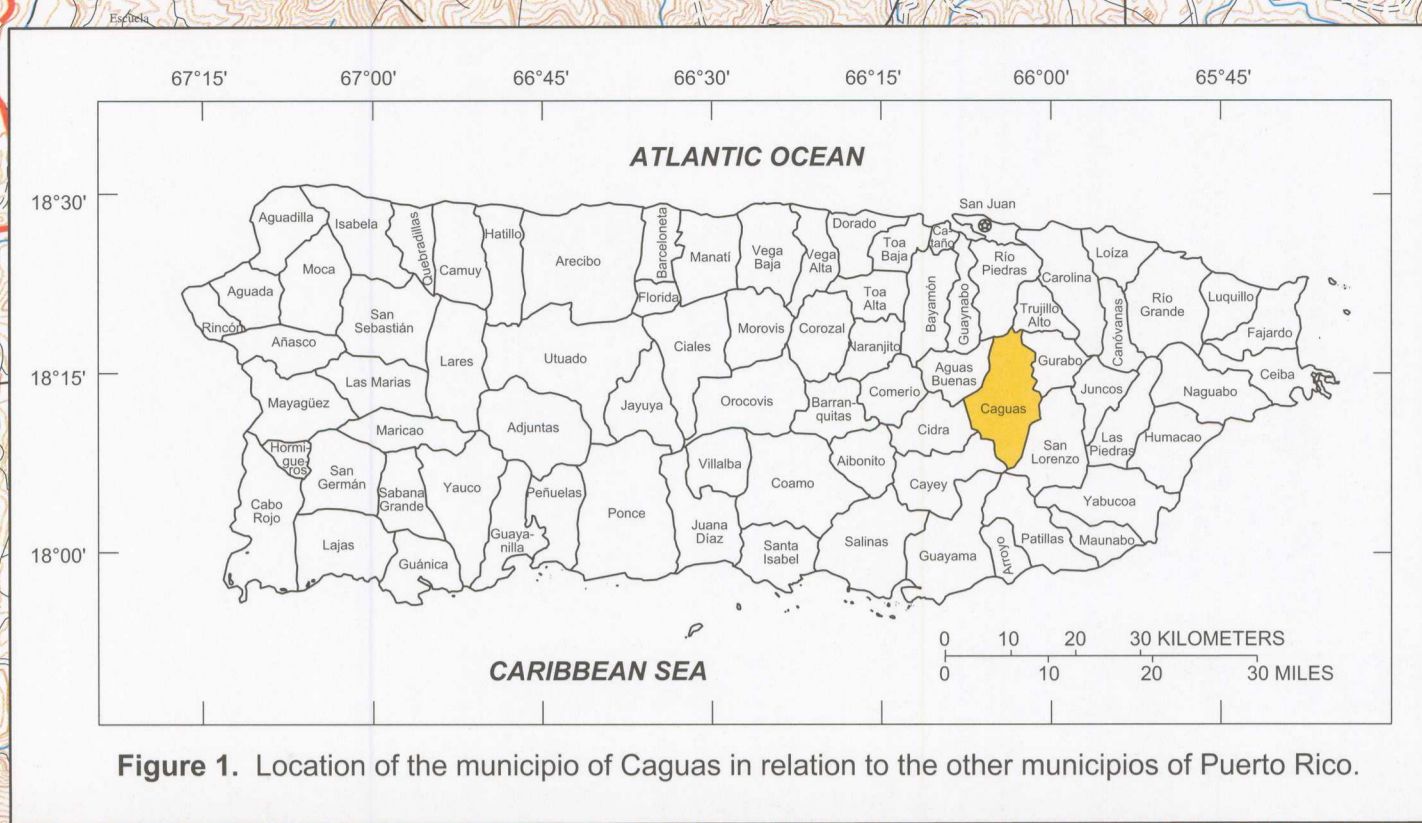 Escuela
67°15' 67°00' 66°45' 66°30' 66°15' 66°00' 65°45'
ATLANTIC OCEAN
18°30'
18°15'
18°00'
San Juan
Aguadilla
Isabela
Quebradillas
Camuy
Hatillo
Arecibo
Barceloneta
Florida
Manatí
Vega
Baja
Vega
Alta
Dorado
Toa
Baja
Toa
Alta
Ca-
taño
Bayamón
Guaynabo
Río
Piedras
Carolina
Trujillo
Alto
Loíza
Canóvanas
Río
Grande
Luquillo
Fajardo
Ceiba
Moca
Aguada
Rincón
Añasco
San
Sebastián
Lares
Utuado
Ciales
Morovis
Corozal
Naranjito
Aguas
Buenas
Caguas
Gurabo
Juncos
Naguabo
Las Marias
Mayagüez
Maricao
Adjuntas
Jayuya
Orocovis
Barran-
quitas
Comerío
Cidra
San
Lorenzo
Las
Piedras
Humacao
Hormi-
gue-
ros
San
Germán
Sabana
Grande
Yauco
Peñuelas
Guaya-
nilla
Ponce
Villalba
Juana
Díaz
Coamo
Aibonito
Cayey
Yabucoa
Cabo
Rojo
Lajas
Guánica
Santa
Isabel
Salinas
Guayama
Arroyo
Patillas
Maunabo
CARIBBEAN SEA
0 10 20 30 KILOMETERS
0 10 20 30 MILES
Figure 1. Location of the municipio of Caguas in relation to the other municipios of Puerto Rico.